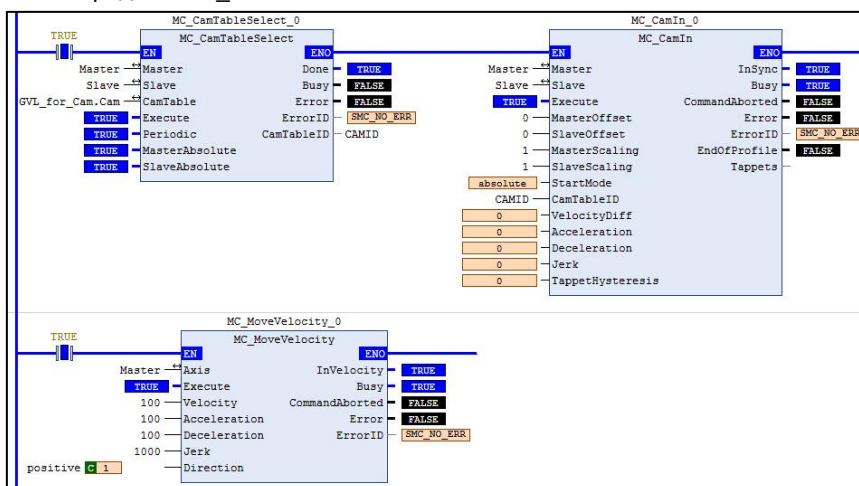 MC_CamTableSelect_0
TRUE
MC_CamTableSelect
EN ENO
Master Master Done TRUE
Slave Slave Busy FALSE
GVL_for_Cam.Cam CamTable Error FALSE
TRUE Execute ErrorID SMC_NO_ERR
TRUE Periodic CamTableID CAMID
TRUE MasterAbsolute
TRUE SlaveAbsolute
MC_CamIn_0
MC_CamIn
EN ENO
Master Master InSync TRUE
Slave Slave Busy TRUE
TRUE Execute CommandAborted FALSE
0 MasterOffset Error FALSE
0 SlaveOffset ErrorID SMC_NO_ERR
1 MasterScaling EndOfProfile FALSE
1 SlaveScaling Tappets
absolute StartMode
CAMID CamTableID
0 VelocityDiff
0 Acceleration
0 Deceleration
0 Jerk
0 TappetHysteresis
MC_MoveVelocity_0
TRUE
MC_MoveVelocity
EN ENO
Master Axis InVelocity TRUE
TRUE Execute Busy TRUE
100 Velocity CommandAborted FALSE
100 Acceleration Error FALSE
100 Deceleration ErrorID SMC_NO_ERR
1000 Jerk
positive C 1 Direction